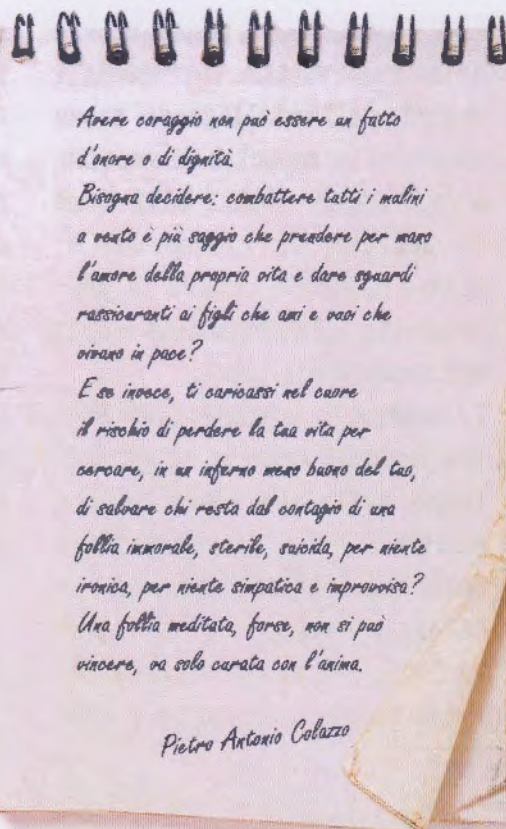 Avere coraggio non può essere un fatto
d'onore o di dignità.
Bisogna decidere: combattere tutti i mulini
a vento è più saggio che prendere per mano
l'amore della propria vita e dare sguardi
rassicuranti ai figli che ami e vuoi che
vivano in pace?
E se invece, ti caricassi nel cuore
il rischio di perdere la tua vita per
cercare, in un inferno meno buono del tuo,
di salvare chi resta dal contagio di una
follia immorale, sterile, suicida, per niente
ironica, per niente simpatica e improvvisa?
Una follia meditata, forse, non si può
vincere, va solo curata con l'anima.
Pietro Antonio Colazzo